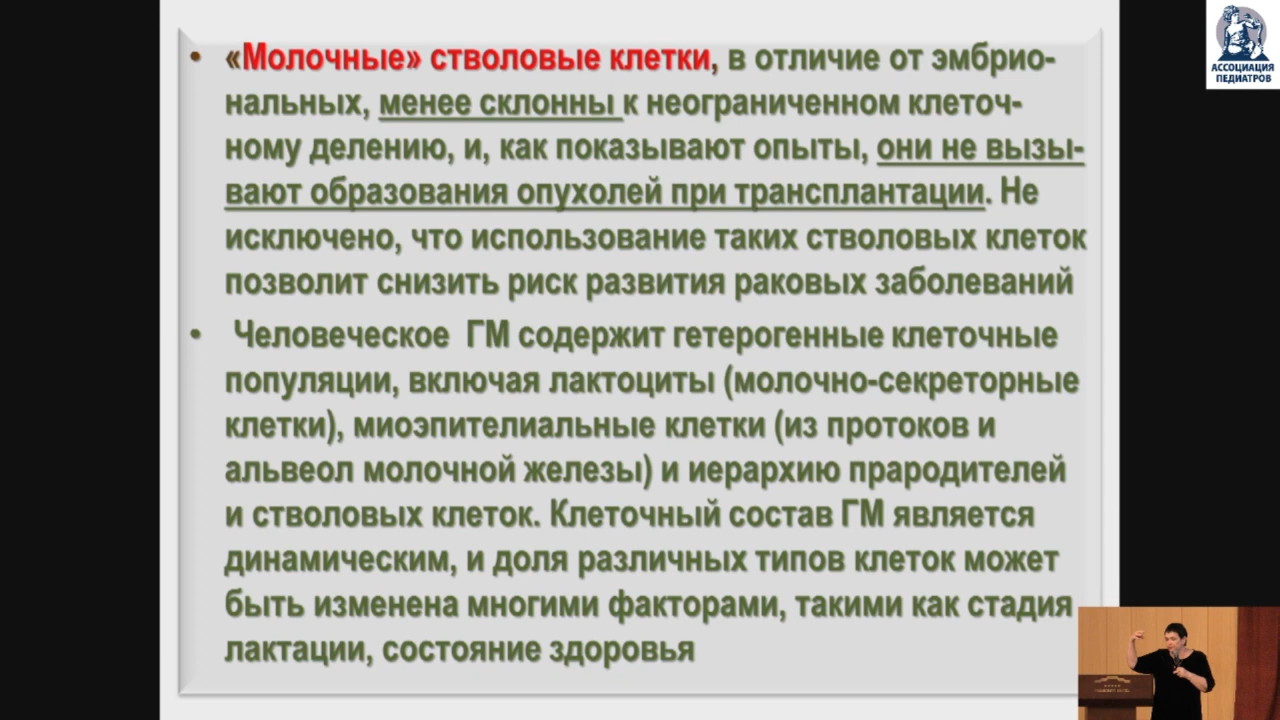 • «Молочные» стволовые клетки, в отличие от эмбрио-
нальных, менее склонны к неограниченном клеточ-
ному делению, и, как показывают опыты, они не вызы-
вают образования опухолей при трансплантации. Не
исключено, что использование таких стволовых клеток
позволит снизить риск развития раковых заболеваний
• Человеческое ГМ содержит гетерогенные клеточные
популяции, включая лактоциты (молочно-секреторные
клетки), миоэпителиальные клетки (из протоков и
альвеол молочной железы) и иерархию прародителей
и стволовых клеток. Клеточный состав ГМ является
динамическим, и доля различных типов клеток может
быть изменена многими факторами, такими как стадия
лактации, состояние здоровья
АССОЦИАЦИЯ
ПЕДИАТРОВ